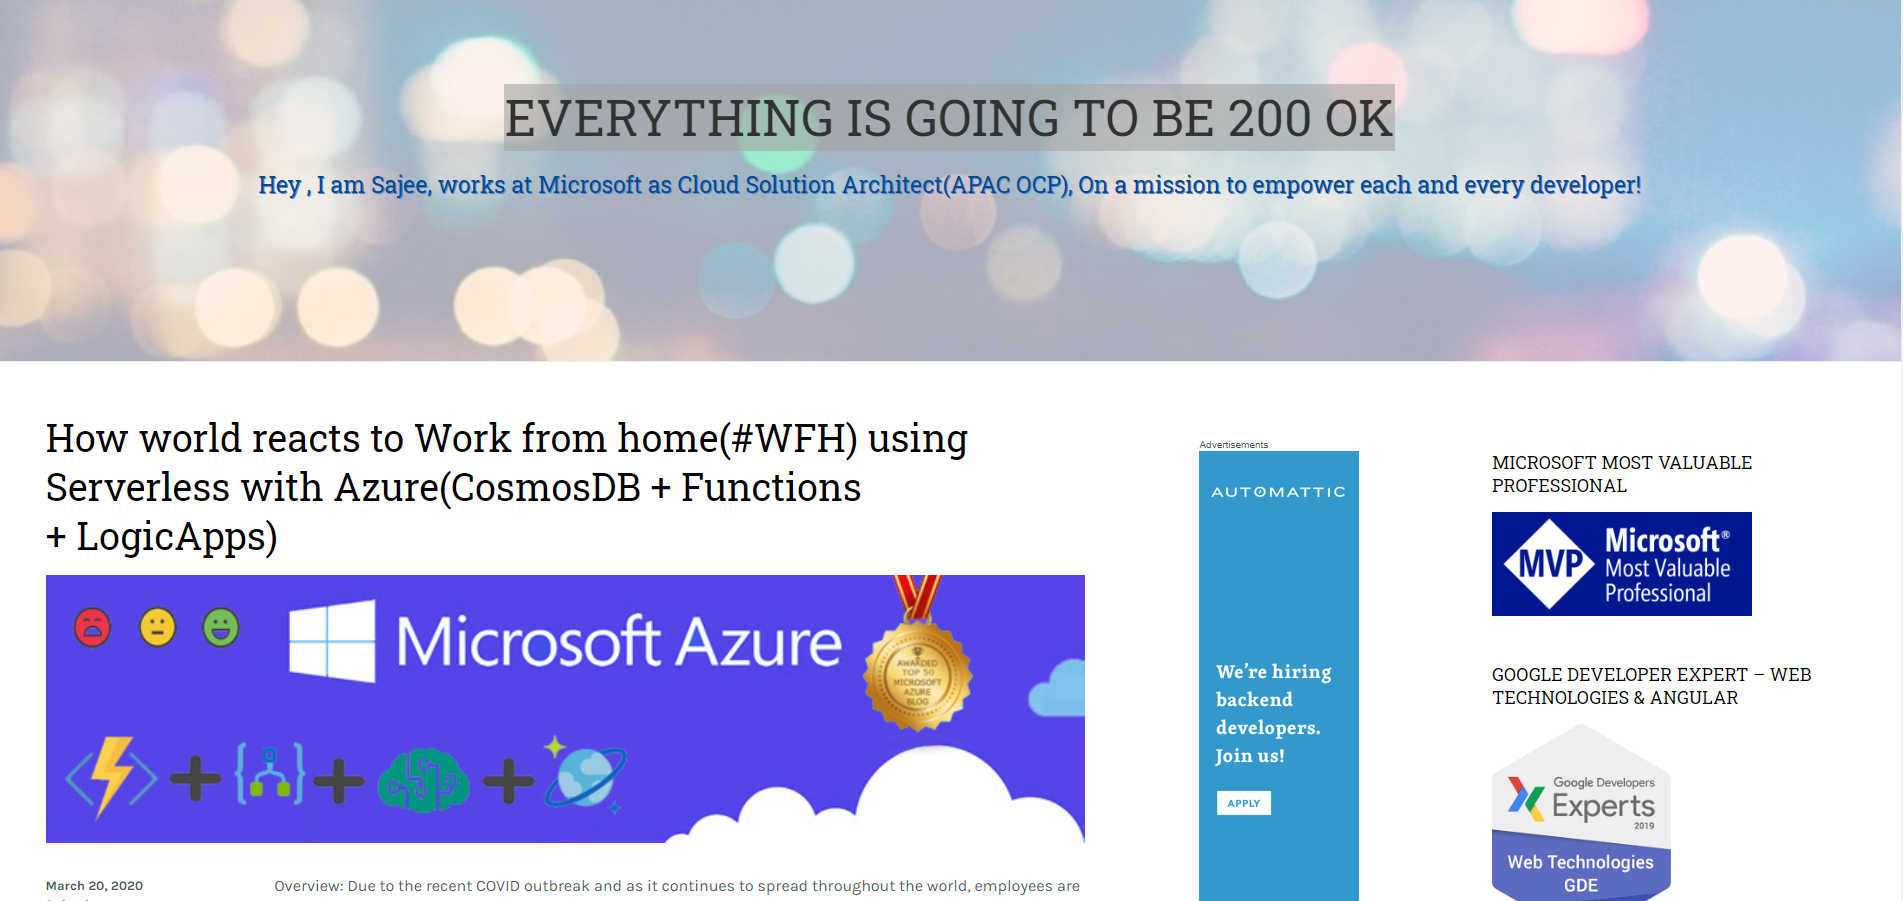 EVERYTHING IS GOING TO BE 200 OK
Hey , I am Sajee, works at Microsoft as Cloud Solution Architect(APAC OCP), On a mission to empower each and every developer!
How world reacts to Work from home(#WFH) using
Serverless with Azure(CosmosDB + Functions
+ LogicApps)
Microsoft Azure
AWARDED
TOP 50
MICROSOFT
AZURE
BLOG
March 20, 2020
Overview: Due to the recent COVID outbreak and as it continues to spread throughout the world, employees are
Advertisements
AUTOMATTIC
We're hiring
backend
developers.
Join us!
APPLY
MICROSOFT MOST VALUABLE
PROFESSIONAL
MVP
Microsoft®
Most Valuable
Professional
GOOGLE DEVELOPER EXPERT – WEB
TECHNOLOGIES & ANGULAR
Google Developers
Experts
2019
Web Technologies
GDE